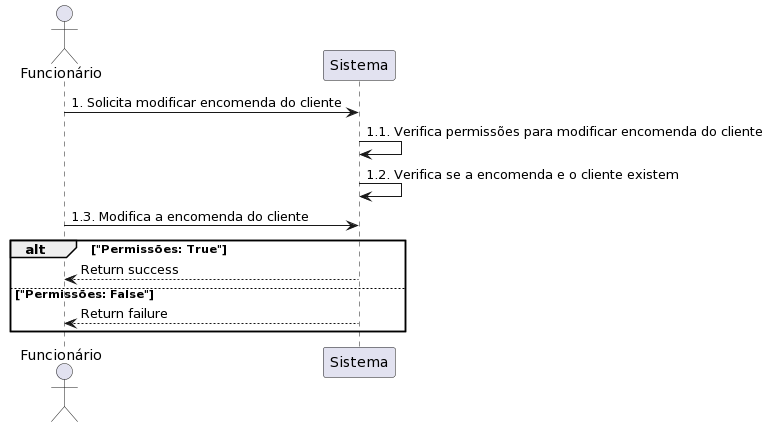 Funcionário
Sistema
1. Solicita modificar encomenda do cliente
1.1. Verifica permissões para modificar encomenda do cliente
1.2. Verifica se a encomenda e o cliente existem
1.3. Modifica a encomenda do cliente
alt ["Permissões: True"]
Return success
["Permissões: False"]
Return failure
Funcionário
Sistema